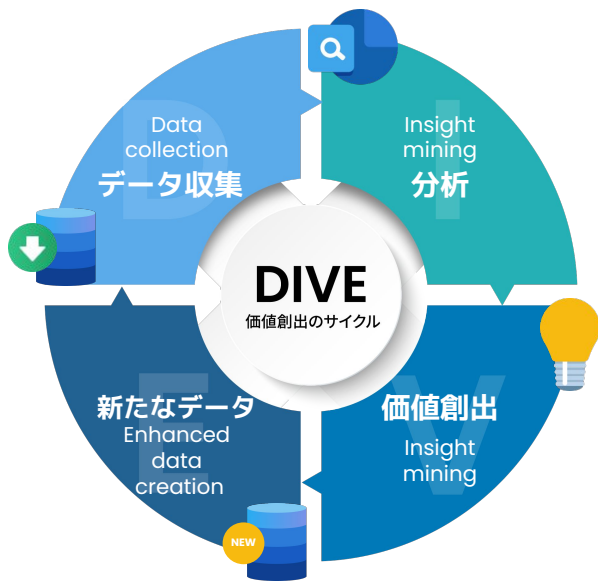 D
Data
collection
データ収集
I
Insight
mining
分析
DIVE
価値創出のサイクル
E
新たなデータ
Enhanced
data
creation
V
価値創出
Insight
mining
NEW